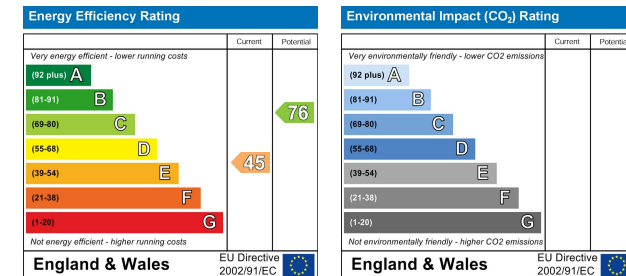 Energy Efficiency Rating
Current Potential
Very energy efficient - lower running costs
(92 plus) A
(81-91) B
(69-80) C
76
(55-68) D
45
(39-54) E
(21-38) F
(1-20) G
Not energy efficient - higher running costs
England & Wales
EU Directive
2002/91/EC
Environmental Impact (CO₂) Rating
Current Potential
Very environmentally friendly - lower CO2 emissions
(92 plus) A
(81-91) B
(69-80) C
(55-68) D
(39-54) E
(21-38) F
(1-20) G
Not environmentally friendly - higher CO2 emissions
England & Wales
EU Directive
2002/91/EC